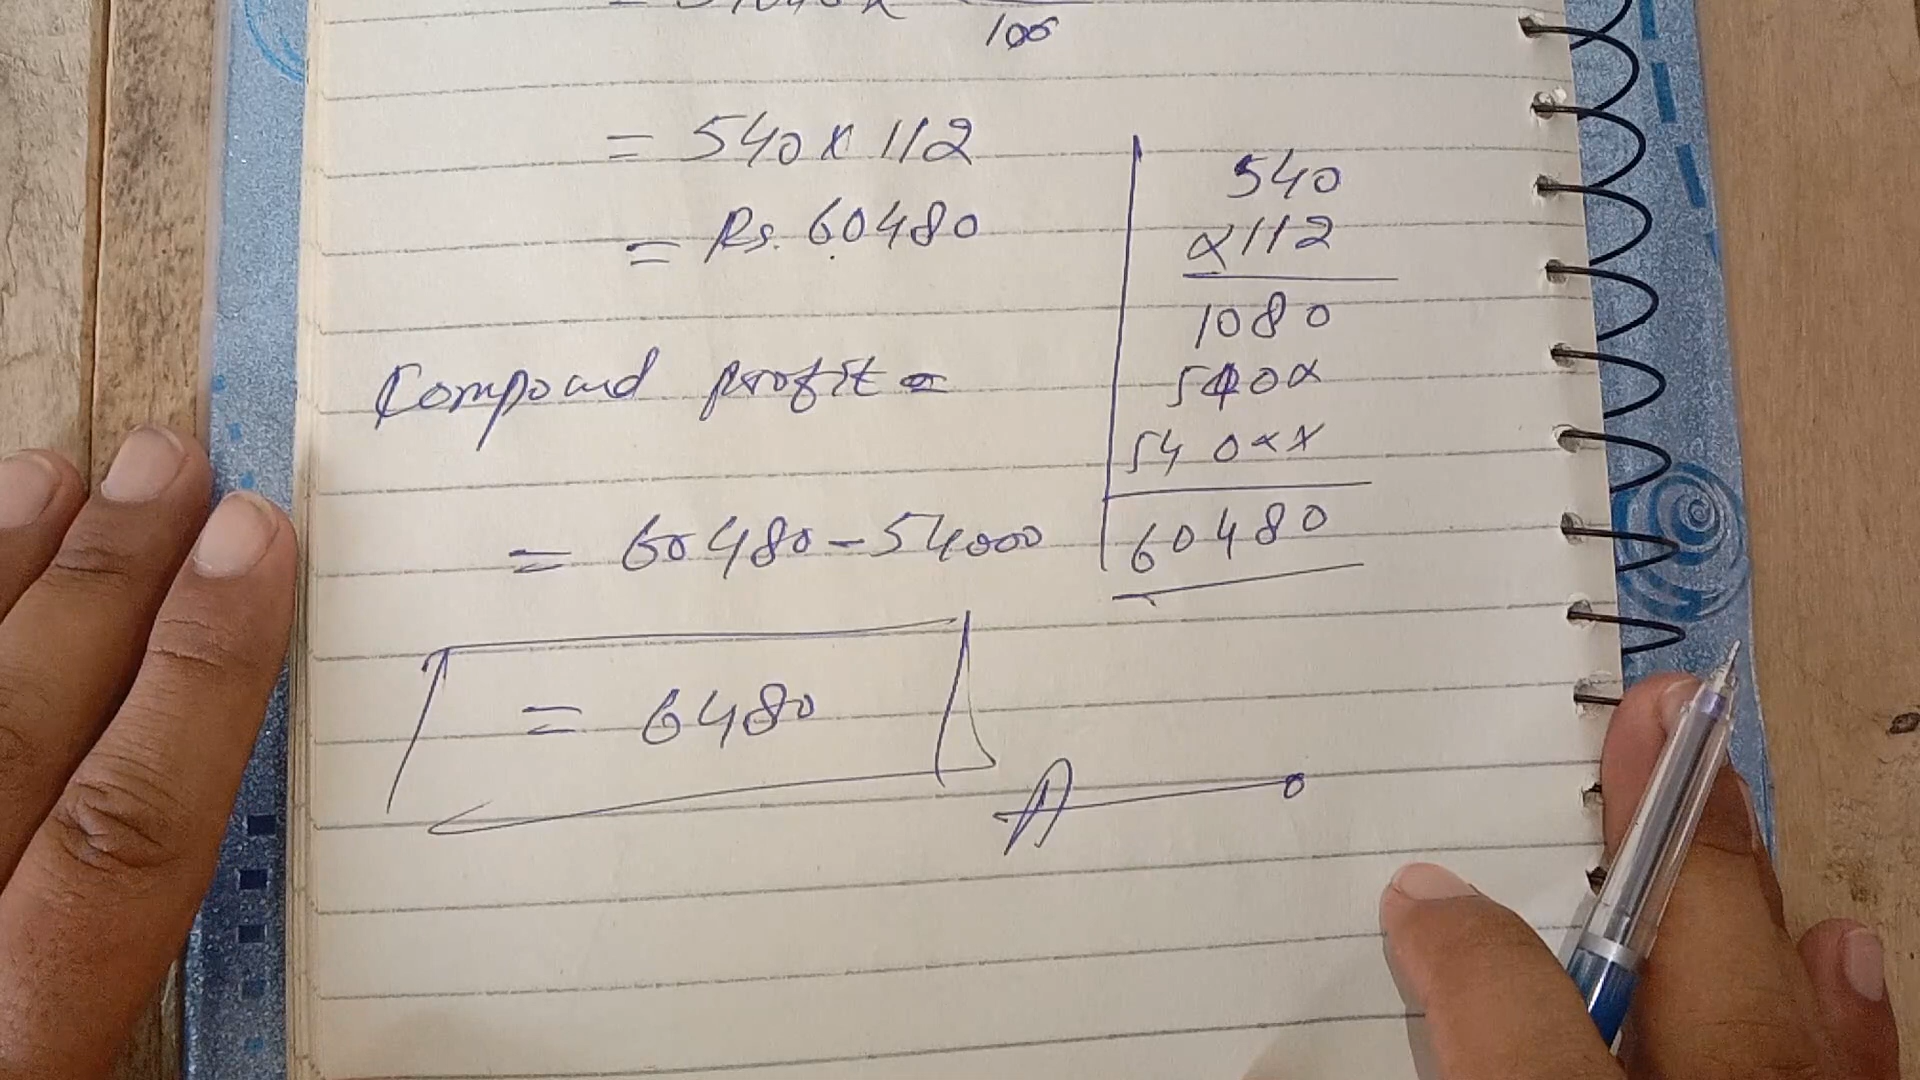 100
= 540 x 112
= Rs. 60480
Compound profit =
= 60480 - 54000
= 6480
A
540
x112
1080
540x
540xx
60480